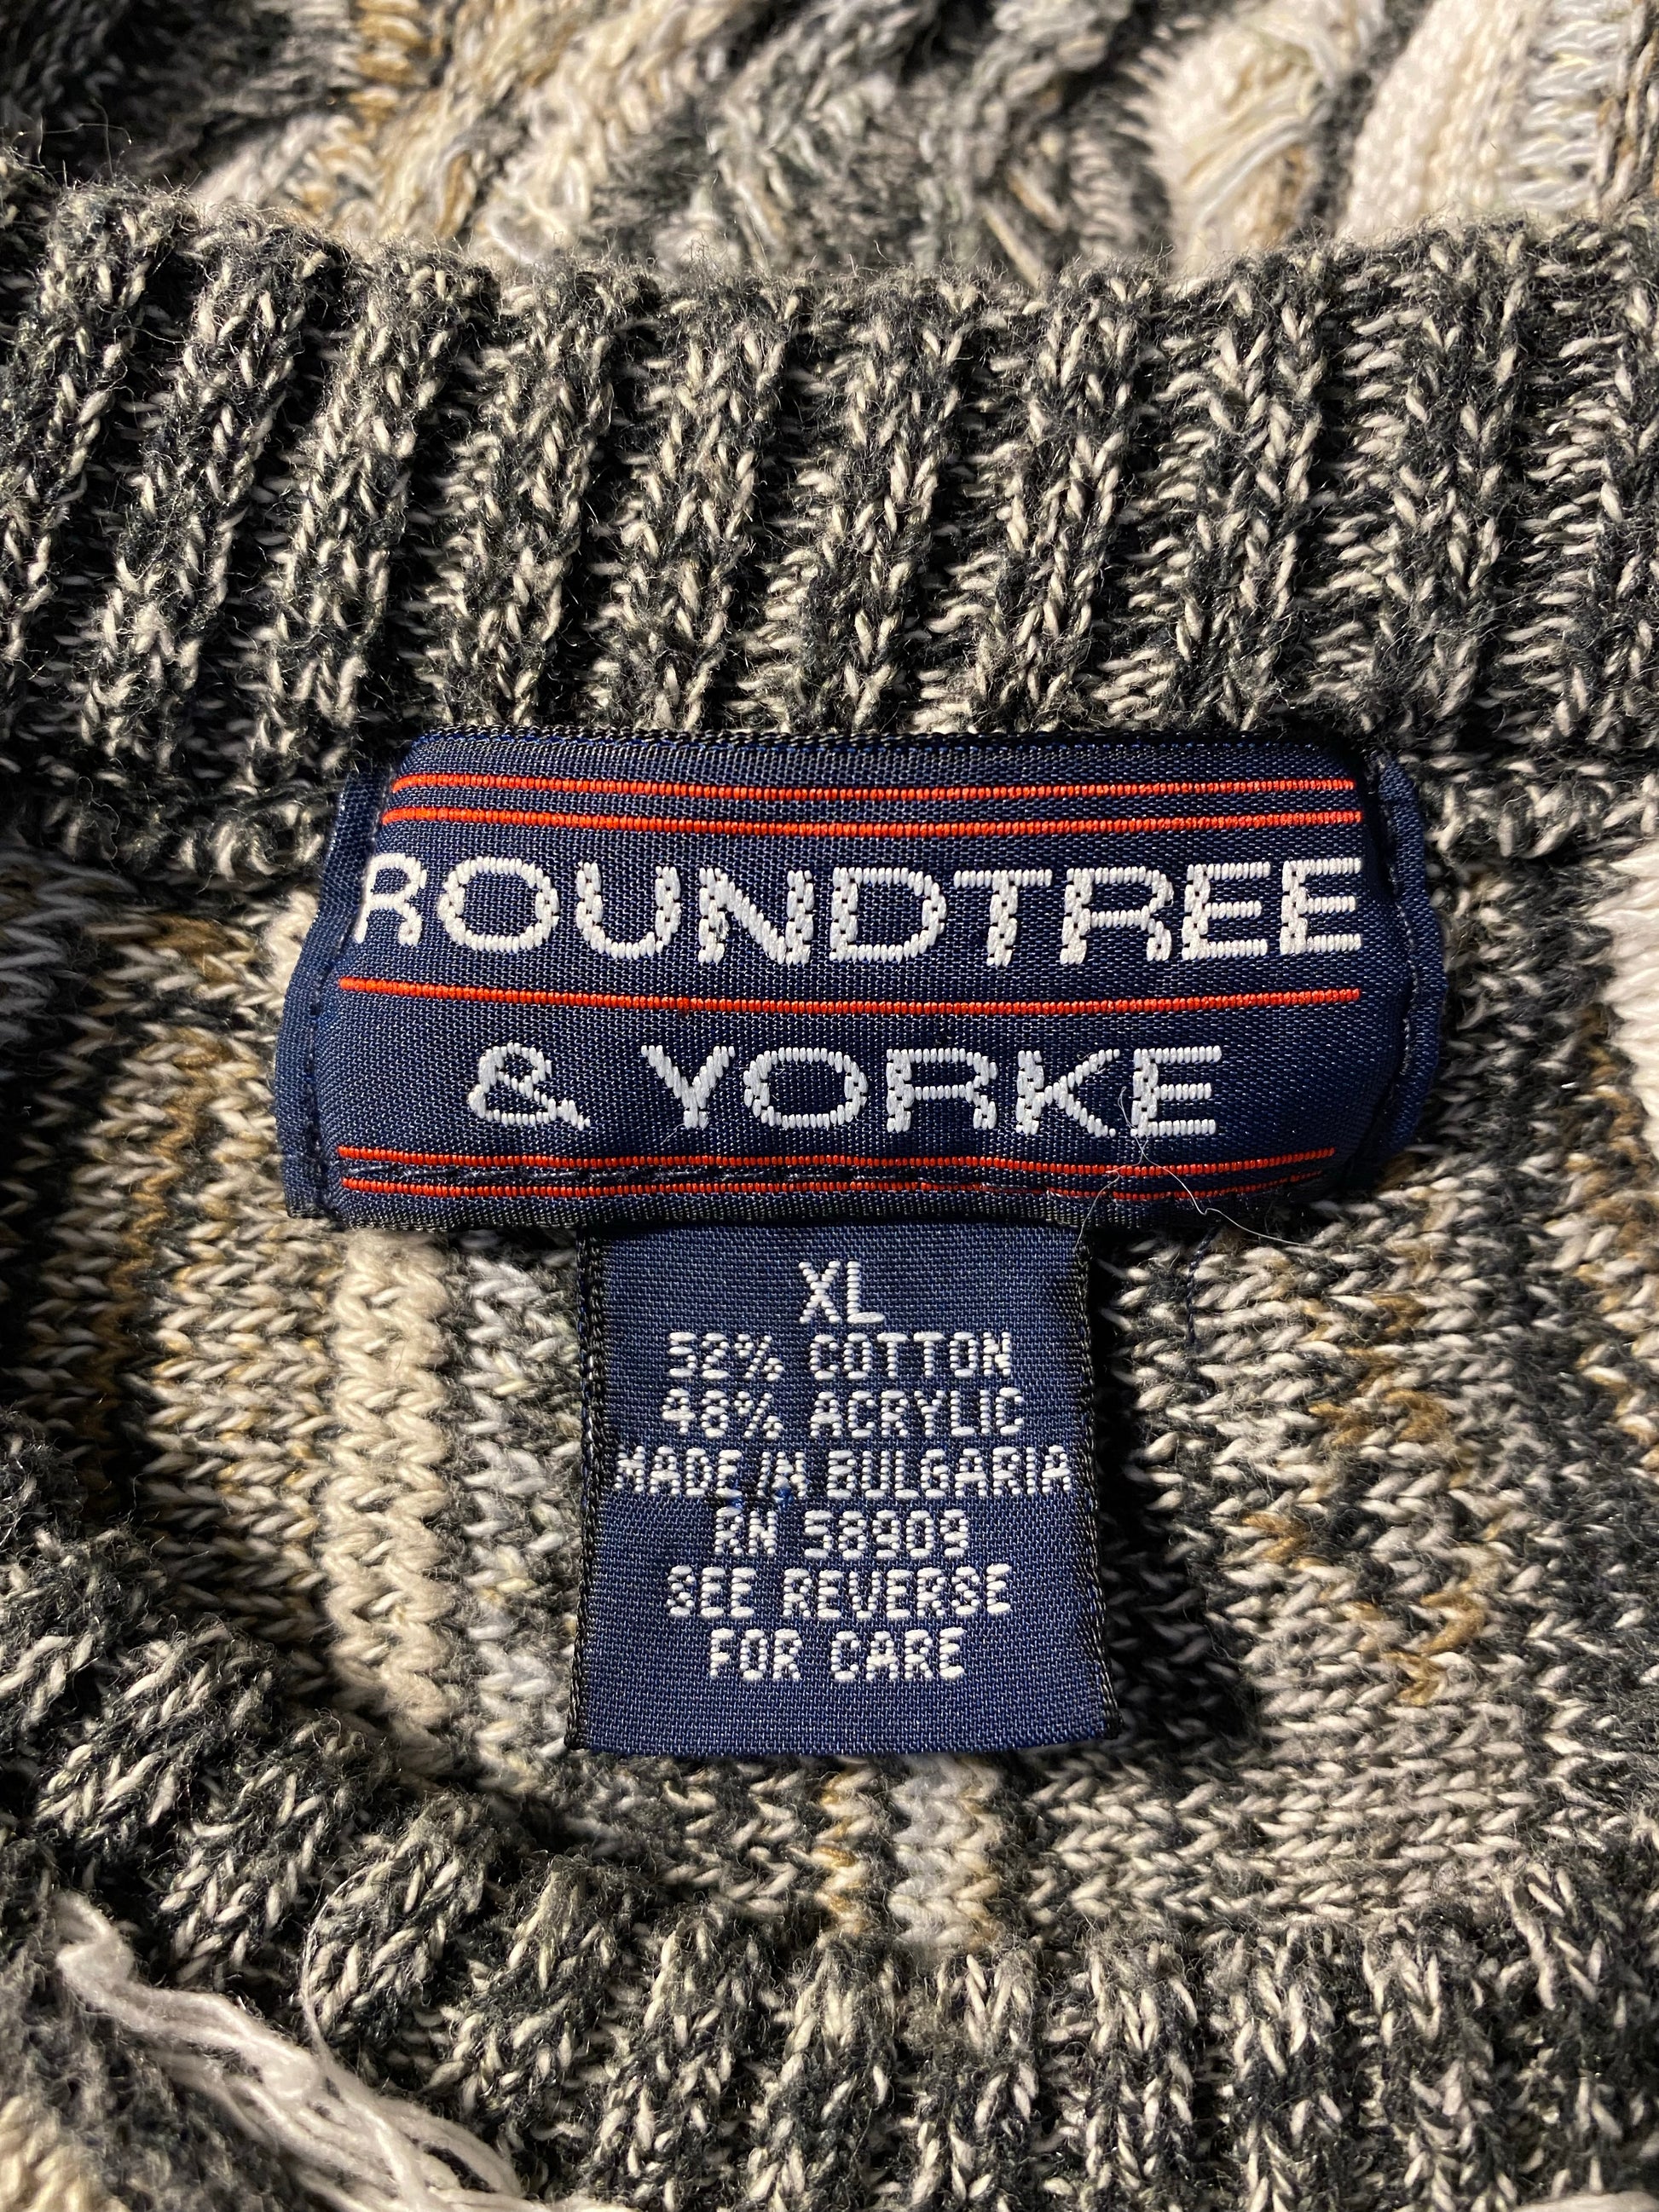 ROUNDTREE
& YORKE
XL
52% COTTON
48% ACRYLIC
MADE IN BULGARIA
RN 58909
SEE REVERSE
FOR CARE